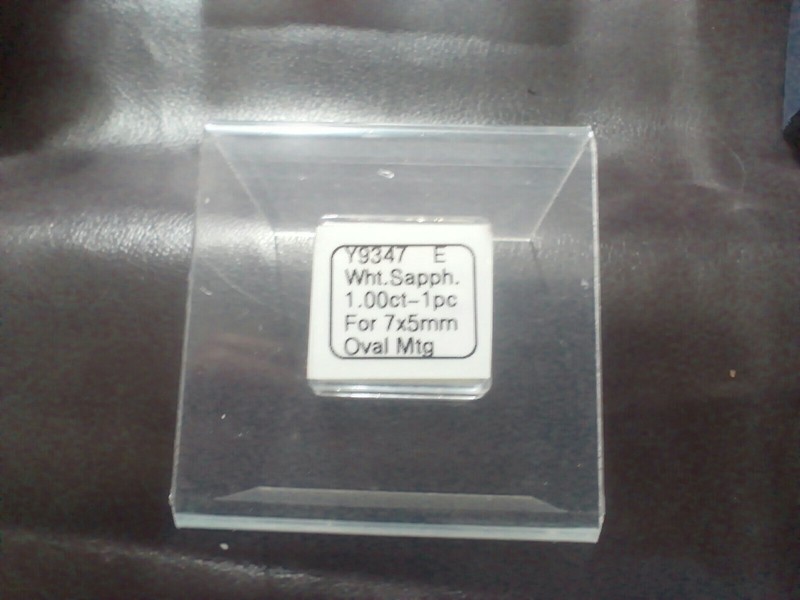 Y9347 E
Wht.Sapph.
1.00ct-1pc
For 7x5mm
Oval Mtg